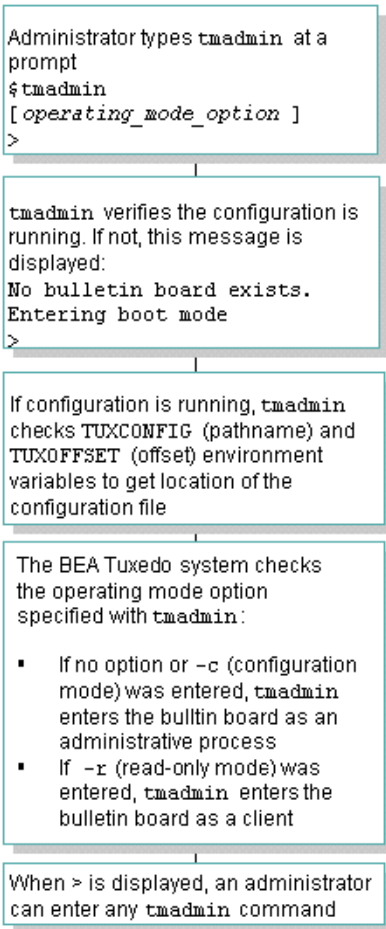 Administrator types tmadmin at a
prompt
$tmadmin
[operating_mode_option ]
>
tmadmin verifies the configuration is
running. If not, this message is
displayed:
No bulletin board exists.
Entering boot mode
>
If configuration is running, tmadmin
checks TUXCONFIG (pathname) and
TUXOFFSET (offset) environment
variables to get location of the
configuration file
The BEA Tuxedo system checks
the operating mode option
specified with tmadmin:
▪ If no option or -c (configuration
mode) was entered, tmadmin
enters the bulltin board as an
administrative process
▪ If -r (read-only mode) was
entered, tmadmin enters the
bulletin board as a client
When > is displayed, an administrator
can enter any tmadmin command